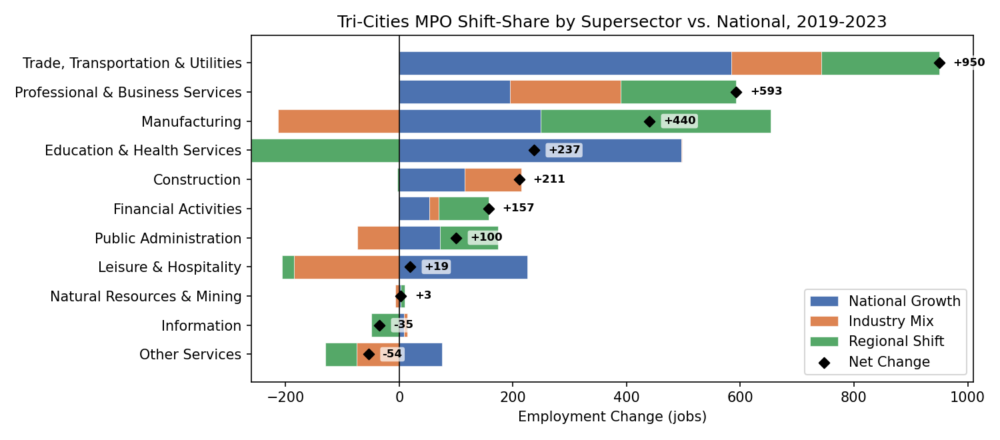 Tri-Cities MPO Shift-Share by Supersector vs. National, 2019-2023
Trade, Transportation & Utilities
+950
Professional & Business Services
+593
Manufacturing
+440
Education & Health Services
+237
Construction
+211
Financial Activities
+157
Public Administration
+100
Leisure & Hospitality
+19
Natural Resources & Mining
+3
Information
-35
Other Services
-54
National Growth
Industry Mix
Regional Shift
Net Change
−200 0 200 400 600 800 1000
Employment Change (jobs)